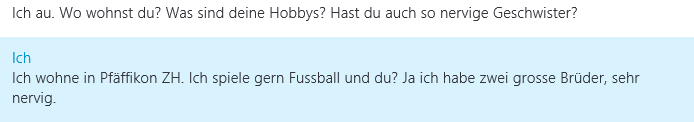 Ich au. Wo wohnst du? Was sind deine Hobbys? Hast du auch so nervige Geschwister?
Ich
Ich wohne in Pfäffikon ZH. Ich spiele gern Fussball und du? Ja ich habe zwei grosse Brüder, sehr
nervig.